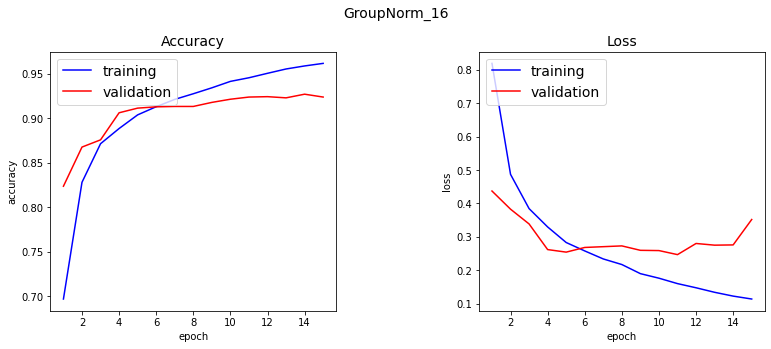 GroupNorm_16
Accuracy
training
validation
0.95
0.90
0.85
0.80
0.75
0.70
accuracy
2 4 6 8 10 12 14
epoch
Loss
training
validation
0.8
0.7
0.6
0.5
0.4
0.3
0.2
0.1
loss
2 4 6 8 10 12 14
epoch